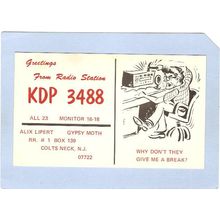 Greetings
From Radio Station
KDP 3488
ALL 23 MONITOR 16-18
ALIX LIPERT GYPSY MOTH
RR. # 1 BOX 139
COLTS NECK, N.J.
07722
WHY DON'T THEY
GIVE ME A BREAK?